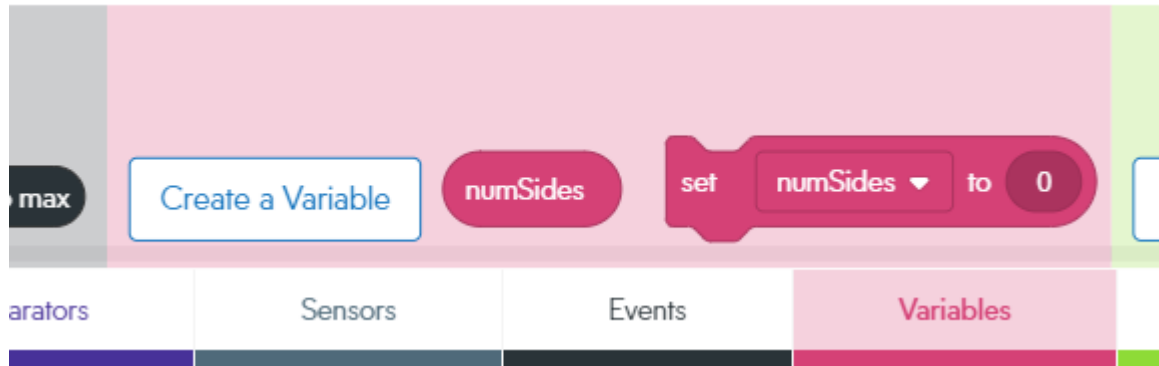 max
Create a Variable
numSides
set numSides to 0
arators
Sensors
Events
Variables